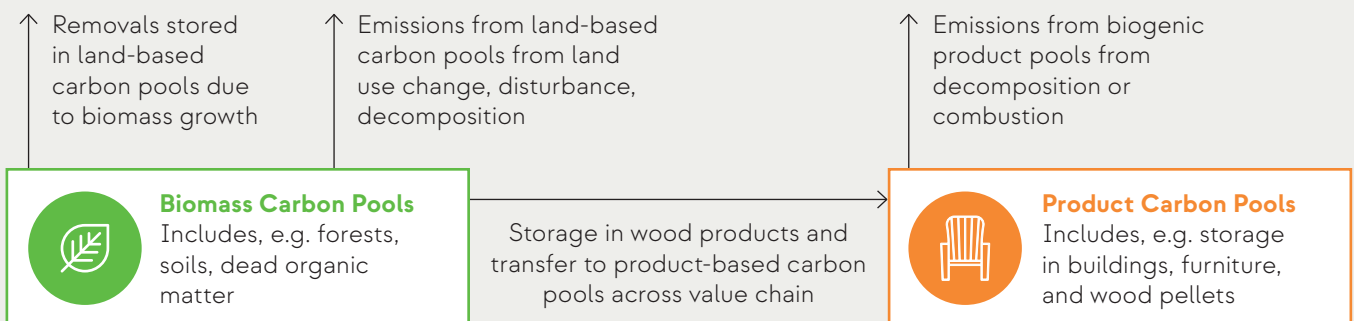 Removals stored
in land-based
carbon pools due
to biomass growth
Emissions from land-based
carbon pools from land
use change, disturbance,
decomposition
Emissions from biogenic
product pools from
decomposition or
combustion
Biomass Carbon Pools
Includes, e.g. forests,
soils, dead organic
matter
Storage in wood products and
transfer to product-based carbon
pools across value chain
Product Carbon Pools
Includes, e.g. storage
in buildings, furniture,
and wood pellets